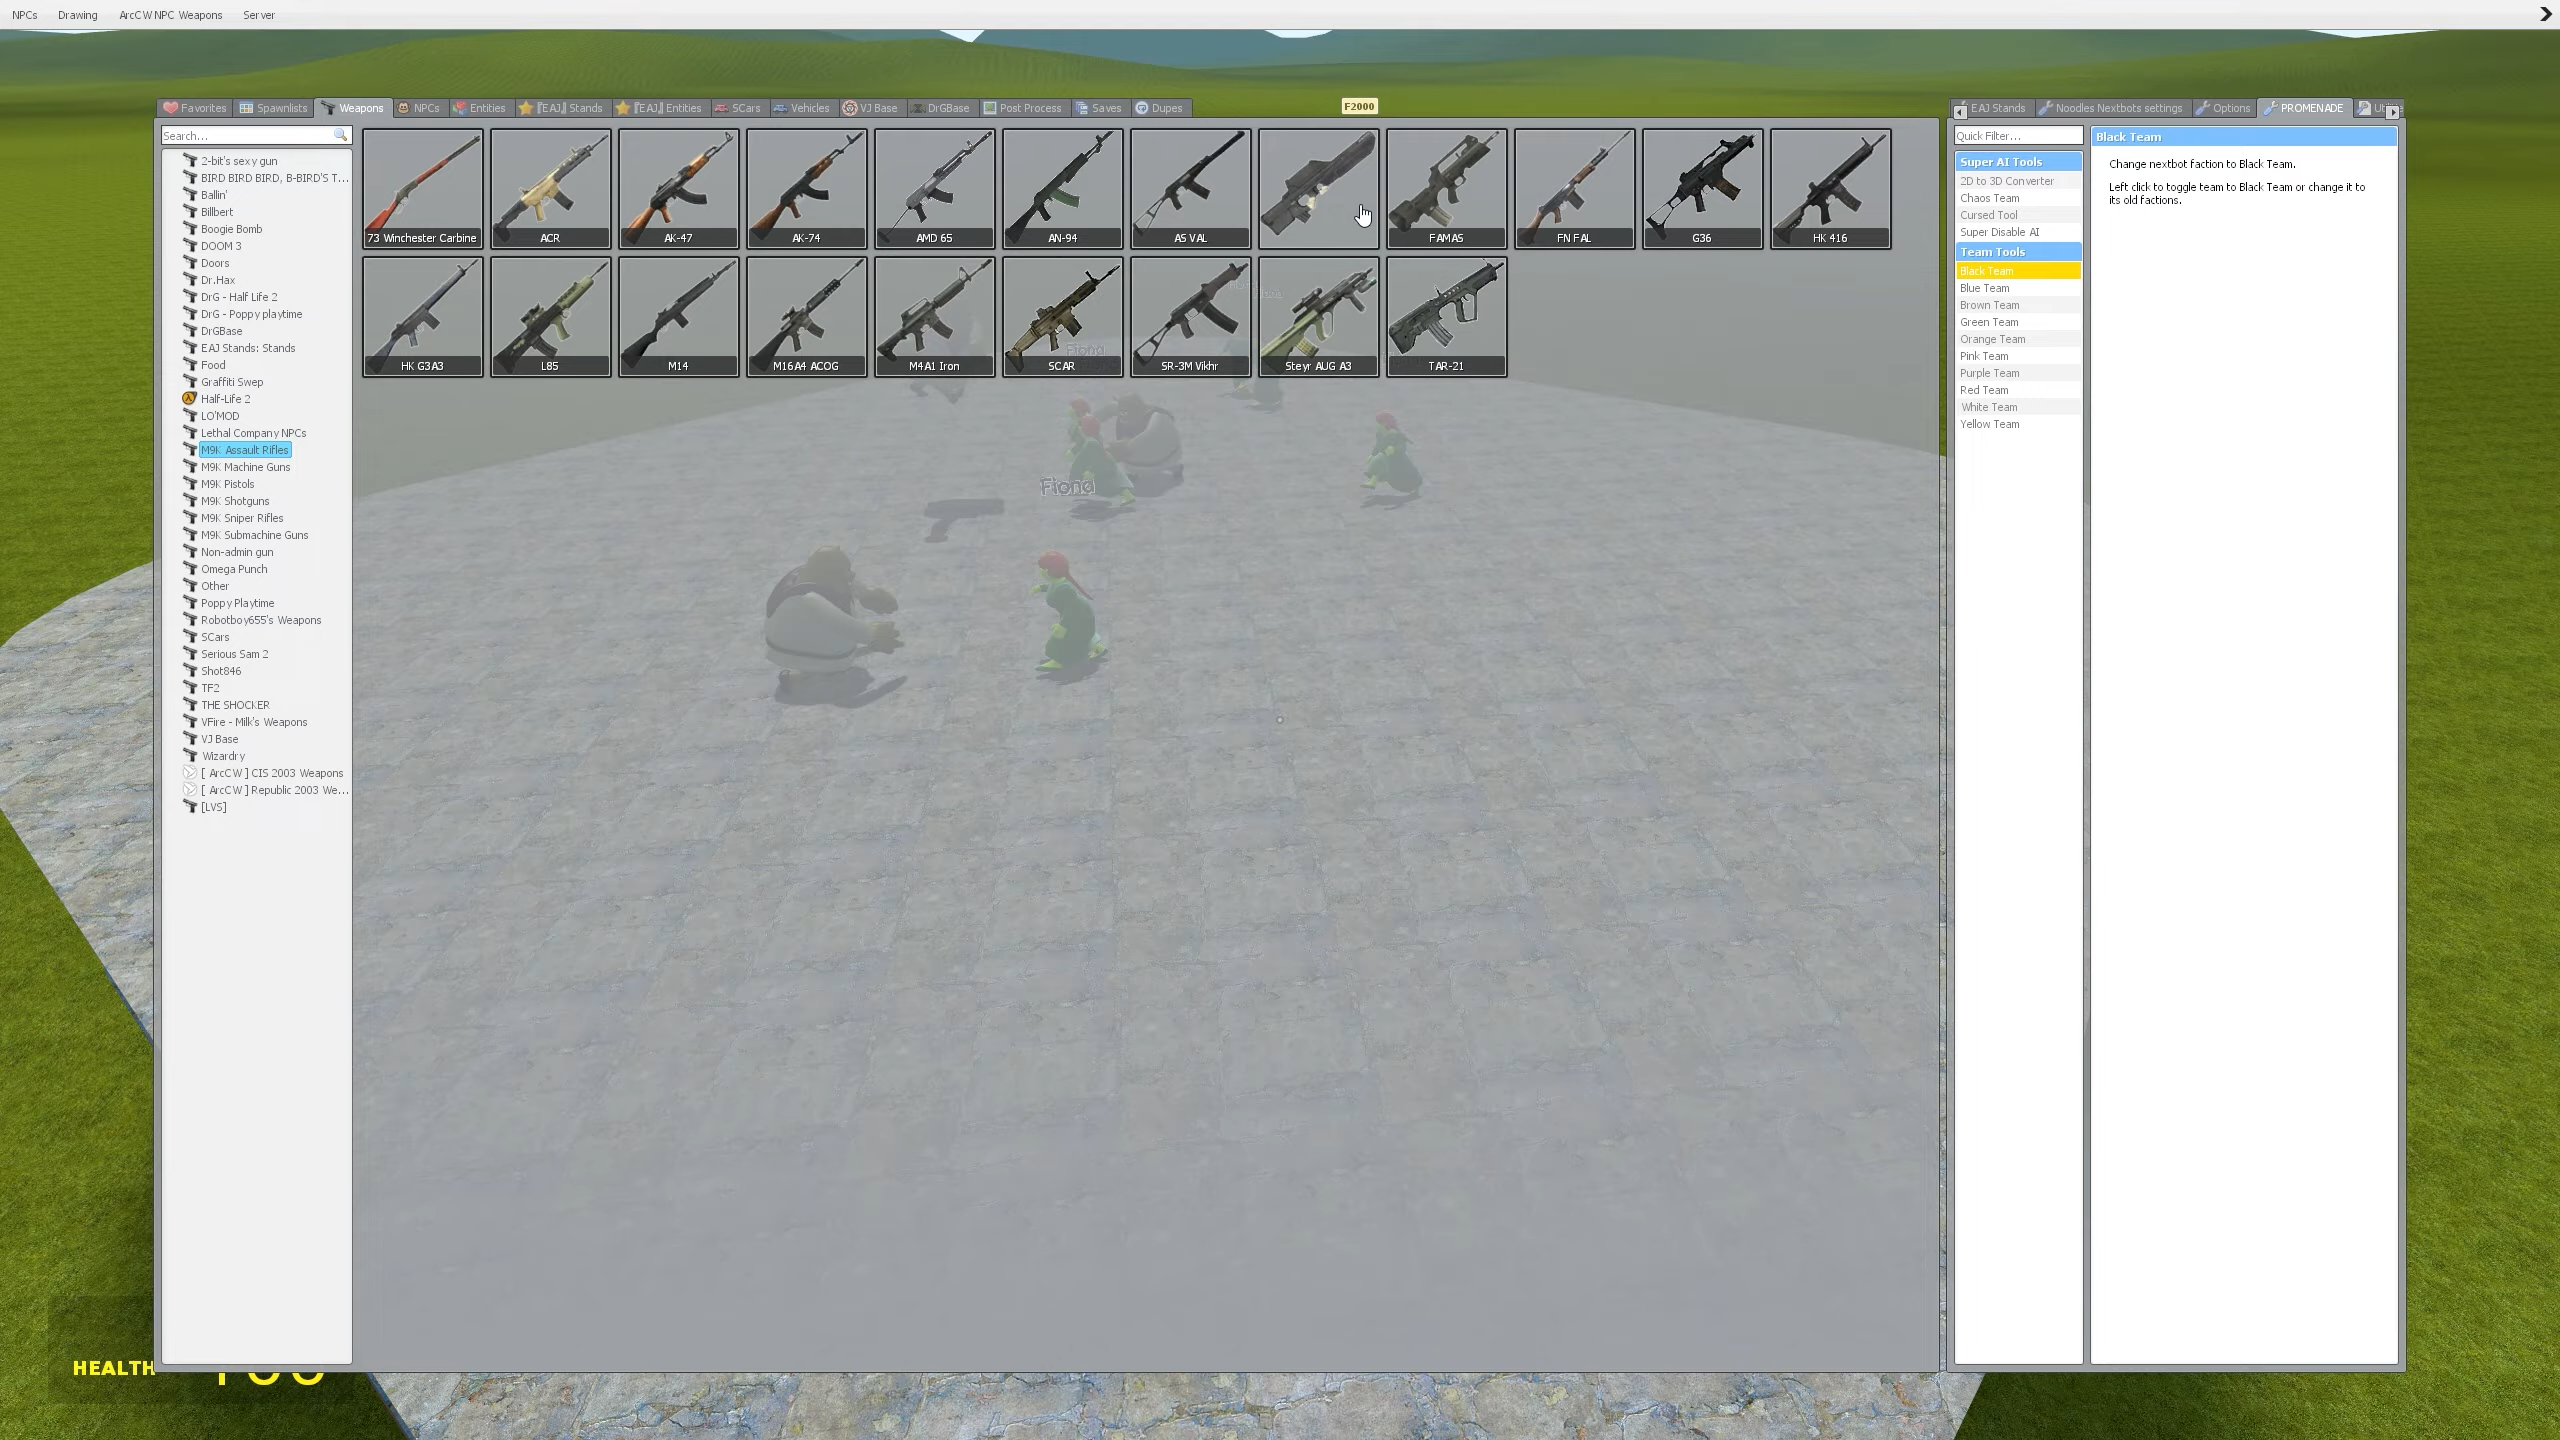 NPCs Drawing ArcCW NPC Weapons Server
Favorites Spawnlists Weapons NPCs Entities 『EAJ』 Stands 『EAJ』 Entities SCars Vehicles VJ Base DrGBase Post Process Saves Dupes
F2000
EAJ Stands Noodles Nextbots settings Options PROMENADE
Search...
2-bit's sexy gun
BIRD BIRD BIRD, B-BIRD'S T...
Ballin'
Billbert
Boogie Bomb
DOOM 3
Doors
Dr.Hax
DrG - Half Life 2
DrG - Poppy playtime
DrGBase
EAJ Stands: Stands
Food
Graffiti Swep
Half-Life 2
LO'MOD
Lethal Company NPCs
M9K Assault Rifles
M9K Machine Guns
M9K Pistols
M9K Shotguns
M9K Sniper Rifles
M9K Submachine Guns
Non-admin gun
Omega Punch
Other
Poppy Playtime
Robotboy655's Weapons
SCars
Serious Sam 2
Shot846
TF2
THE SHOCKER
VFire - Milk's Weapons
VJ Base
Wizardry
[ ArcCW ] CIS 2003 Weapons
[ ArcCW ] Republic 2003 We...
[LVS]
73 Winchester Carbine ACR AK-47 AK-74 AMD 65 AN-94 AS VAL FAMAS FN FAL G36 HK 416
HK G3A3 L85 M14 M16A4 ACOG M4A1 Iron SCAR SR-3M Vikhr Steyr AUG A3 TAR-21
Fiona
Fiona
Quick Filter...
Super AI Tools
2D to 3D Converter
Chaos Team
Cursed Tool
Super Disable AI
Team Tools
Black Team
Blue Team
Brown Team
Green Team
Orange Team
Pink Team
Purple Team
Red Team
White Team
Yellow Team
Black Team
Change nextbot faction to Black Team.
Left click to toggle team to Black Team or change it to
its old factions.
HEALTH